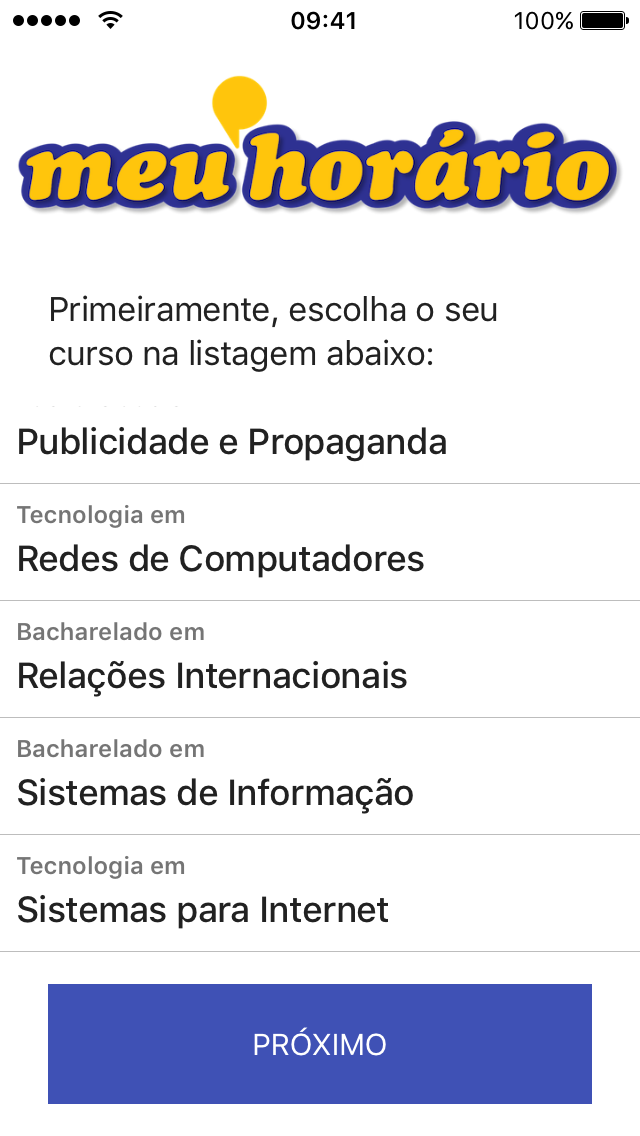 09:41
100%
meu horário
Primeiramente, escolha o seu
curso na listagem abaixo:
Publicidade e Propaganda
Tecnologia em
Redes de Computadores
Bacharelado em
Relações Internacionais
Bacharelado em
Sistemas de Informação
Tecnologia em
Sistemas para Internet
PRÓXIMO